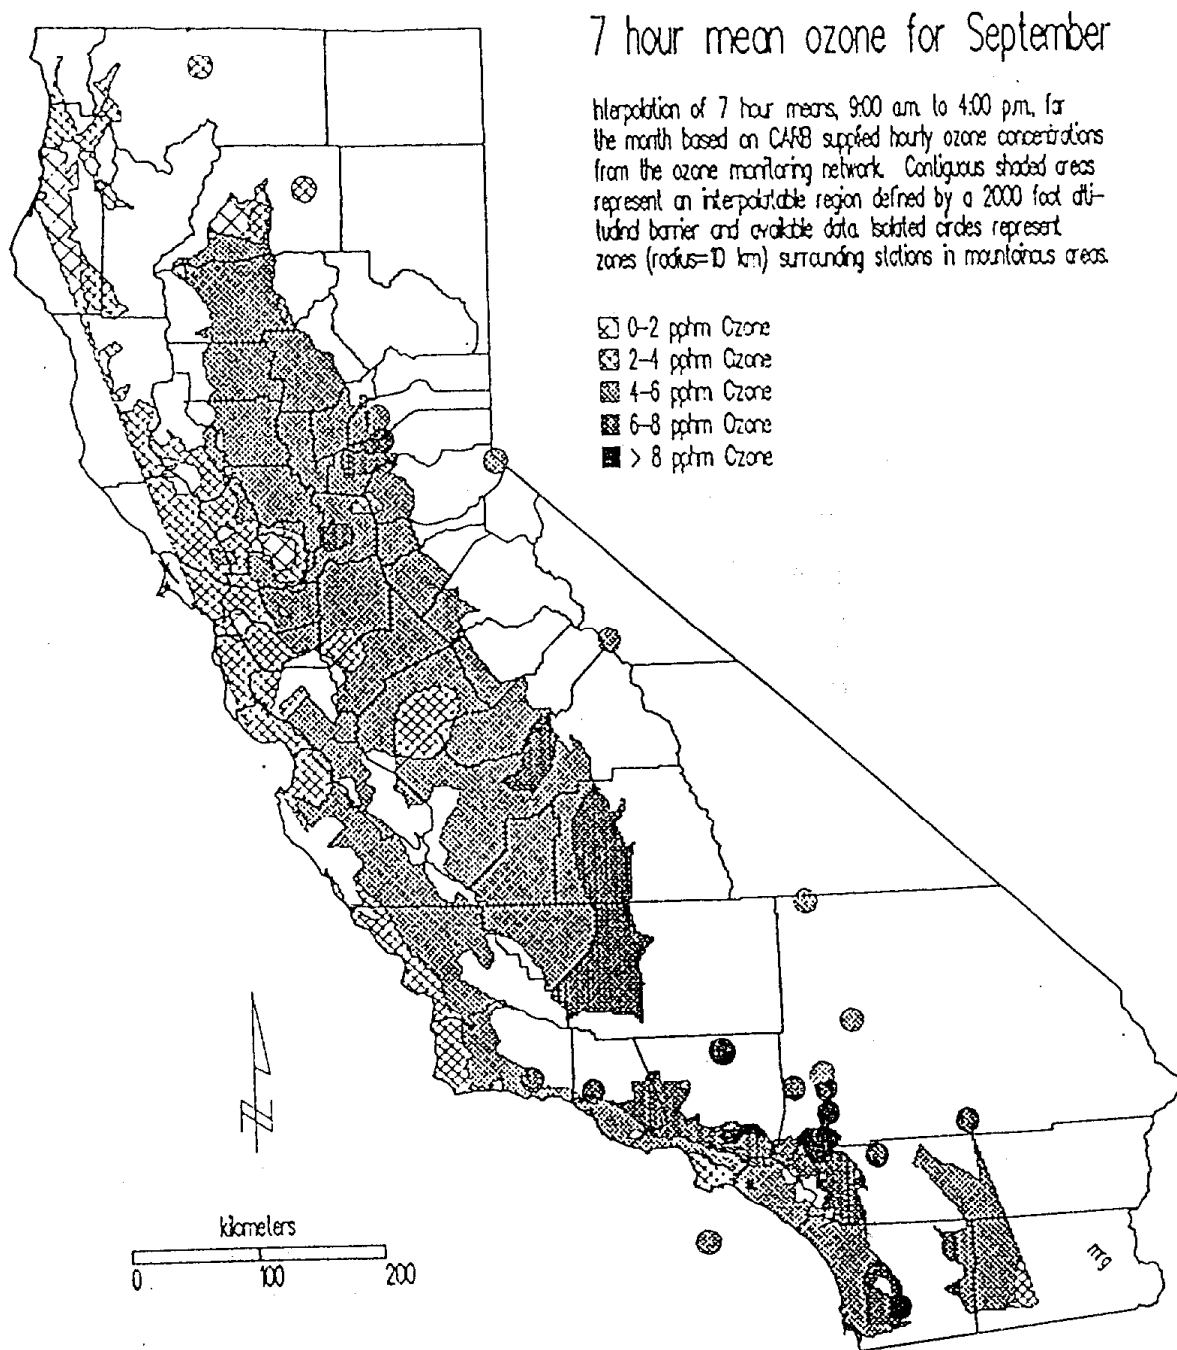 7 hour mean ozone for September
Interpolation of 7 hour means, 9:00 a.m. to 4:00 p.m., for
the month based on CARB supplied hourly ozone concentrations
from the ozone monitoring network. Contiguous shaded areas
represent an interpolatable region defined by a 2000 foot alti-
tudinal barrier and available data. Isolated circles represent
zones (radius=10 km) surrounding stations in mountainous areas.
0-2 pphm Ozone
2-4 pphm Ozone
4-6 pphm Ozone
6-8 pphm Ozone
> 8 pphm Ozone
N
kilometers
0 100 200
mrg